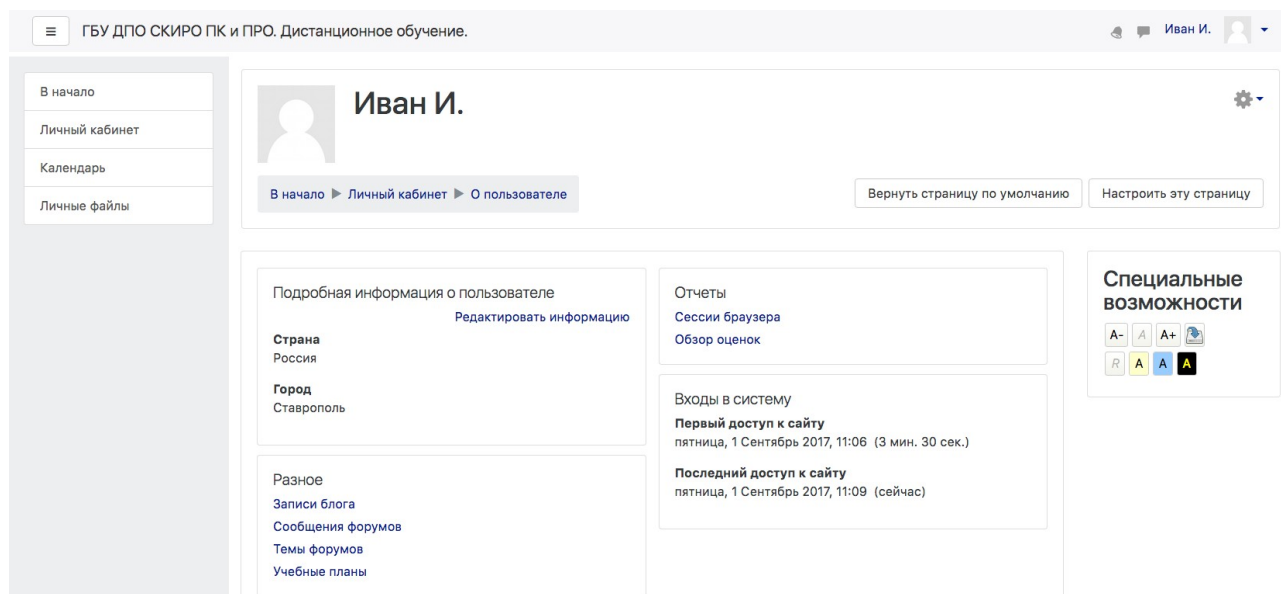 ГБУ ДПО СКИРО ПК и ПРО. Дистанционное обучение.
Иван И.
В начало
Личный кабинет
Календарь
Личные файлы
Иван И.
В начало ▶ Личный кабинет ▶ О пользователе
Вернуть страницу по умолчанию
Настроить эту страницу
Подробная информация о пользователе
Редактировать информацию
Страна
Россия
Город
Ставрополь
Разное
Записи блога
Сообщения форумов
Темы форумов
Учебные планы
Отчеты
Сессии браузера
Обзор оценок
Входы в систему
Первый доступ к сайту
пятница, 1 Сентябрь 2017, 11:06 (3 мин. 30 сек.)
Последний доступ к сайту
пятница, 1 Сентябрь 2017, 11:09 (сейчас)
Специальные
возможности
A- A A+
R A A A